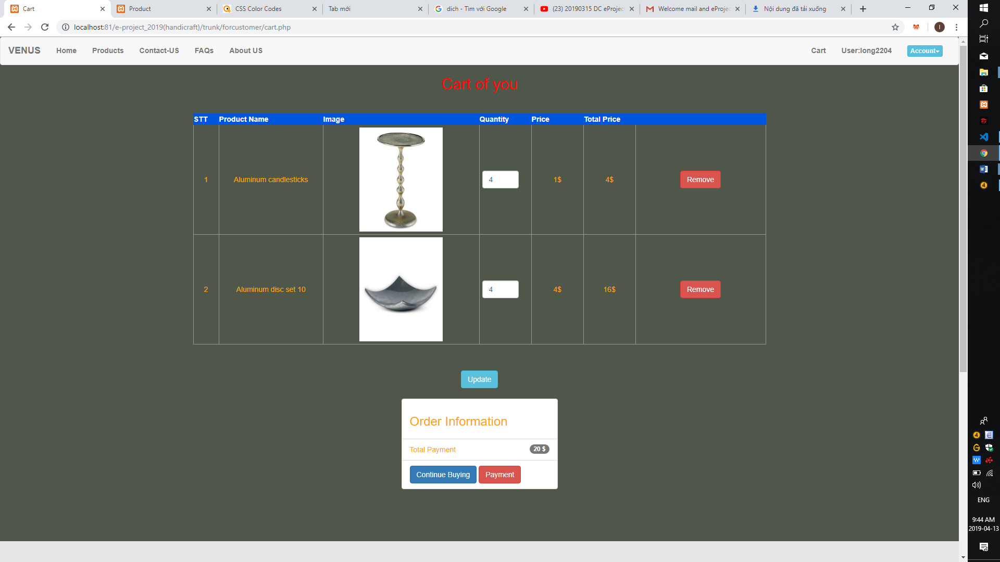 Cart
Product
CSS Color Codes
Tab mới
dich - Tìm với Google
(23) 20190315 DC eProjec
Welcome mail and eProjec
Nội dung đã tải xuống
localhost:81/e-project_2019(handicraft)/trunk/forcustomer/cart.php
VENUS Home Products Contact-US FAQs About US Cart User:long2204 Account
Cart of you
STT Product Name Image Quantity Price Total Price
1 Aluminum candlesticks 4 1$ 4$ Remove
2 Aluminum disc set 10 4 4$ 16$ Remove
Update
Order Information
Total Payment 20 $
Continue Buying Payment
ENG
9:44 AM
2019-04-13